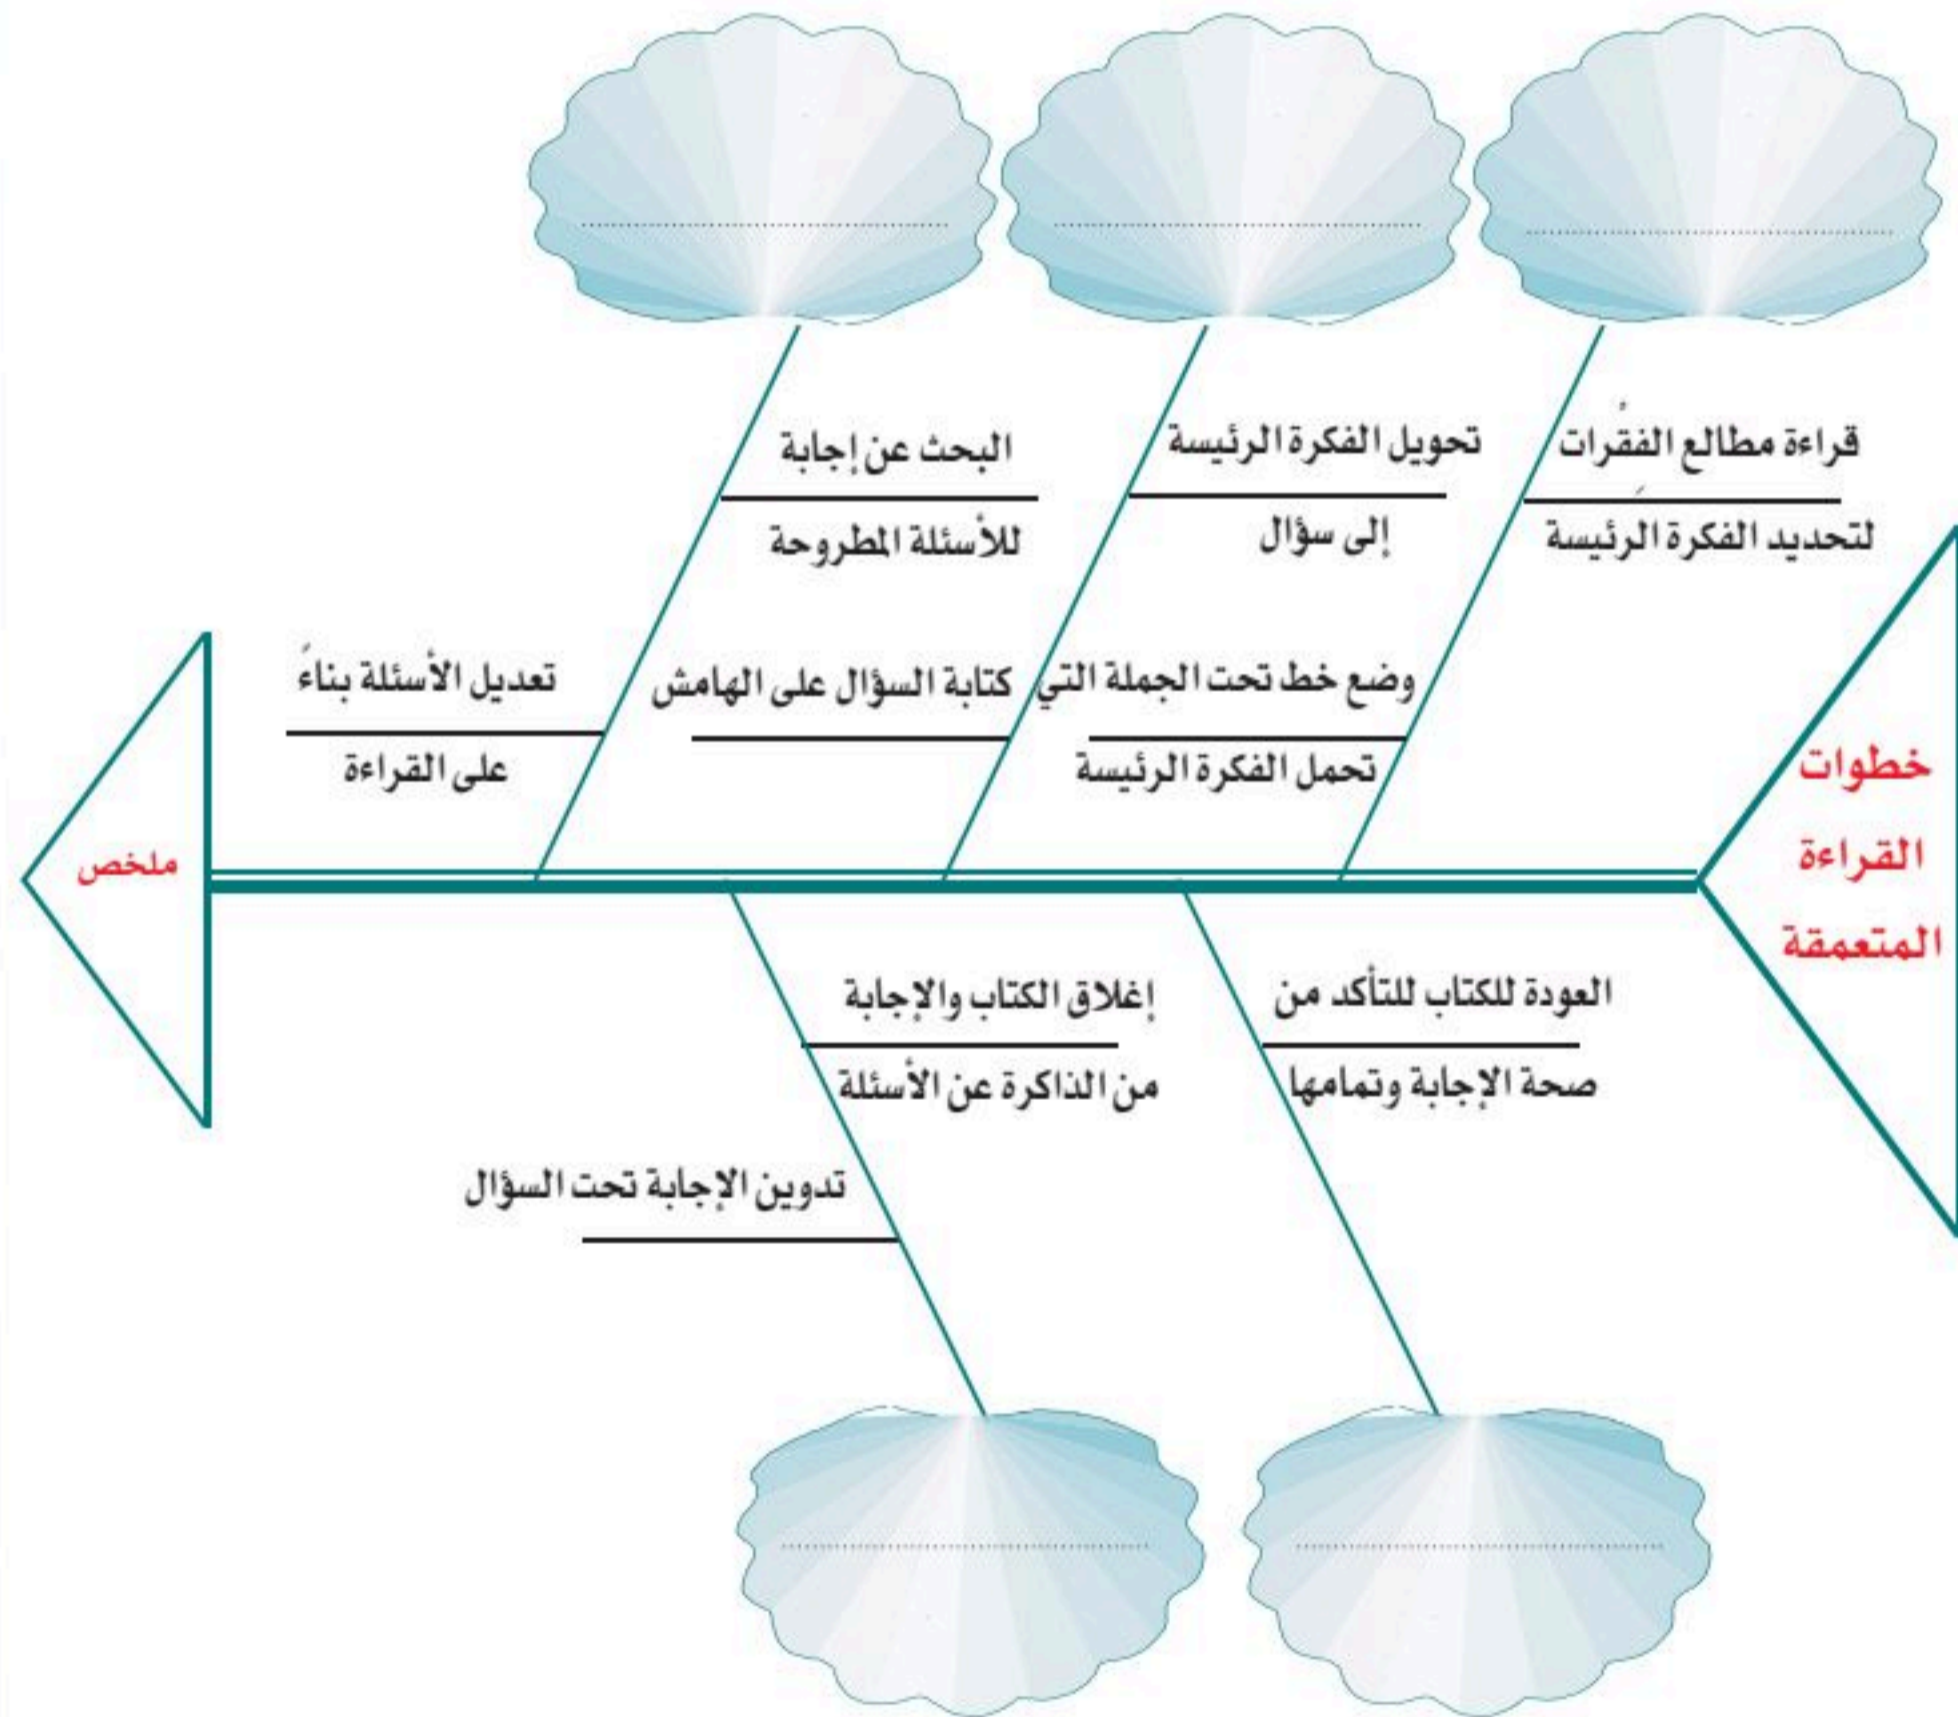 خطوات
القراءة
المتعمقة
قراءة مطالع الفقرات
لتحديد الفكرة الرئيسة
وضع خط تحت الجملة التي
تحمل الفكرة الرئيسة
تحويل الفكرة الرئيسة
إلى سؤال
كتابة السؤال على الهامش
البحث عن إجابة
للأسئلة المطروحة
تعديل الأسئلة بناءً
على القراءة
العودة للكتاب للتأكد من
صحة الإجابة وتمامها
إغلاق الكتاب والإجابة
من الذاكرة عن الأسئلة
تدوين الإجابة تحت السؤال
ملخص